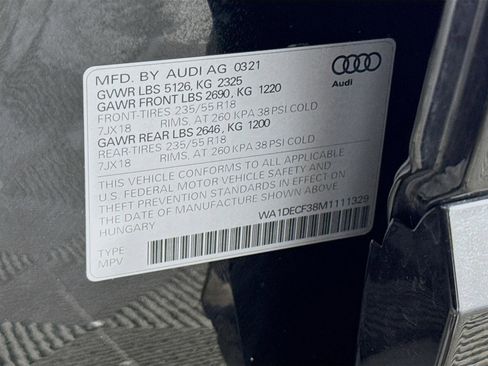 MFD. BY AUDI AG 0321
GVWR LBS 5126, KG 2325
GAWR FRONT LBS 2690, KG 1220
FRONT-TIRES 235/55 R18
7JX18 RIMS, AT 260 KPA 38 PSI COLD
GAWR REAR LBS 2646, KG 1200
REAR-TIRES 235/55 R18
7JX18 RIMS, AT 260 KPA 38 PSI COLD
THIS VEHICLE CONFORMS TO ALL APPLICABLE
U.S. FEDERAL MOTOR VEHICLE SAFETY AND
THEFT PREVENTION STANDARDS IN EFFECT ON
THE DATE OF MANUFACTURE SHOWN ABOVE.
HUNGARY
WA1DECF38M1111329
TYPE
MPV
Audi